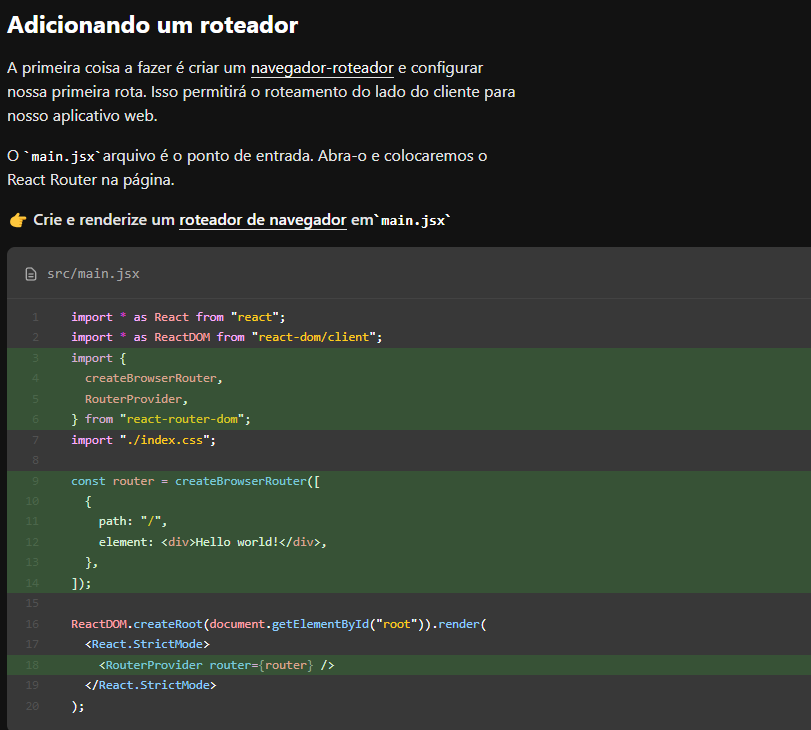 Adicionando um roteador
A primeira coisa a fazer é criar um navegador-roteador e configurar
nossa primeira rota. Isso permitirá o roteamento do lado do cliente para
nosso aplicativo web.
O `main.jsx`arquivo é o ponto de entrada. Abra-o e colocaremos o
React Router na página.
👉 Crie e renderize um roteador de navegador em`main.jsx`
src/main.jsx
1 import * as React from "react";
2 import * as ReactDOM from "react-dom/client";
3 import {
4   createBrowserRouter,
5   RouterProvider,
6 } from "react-router-dom";
7 import "./index.css";
8
9 const router = createBrowserRouter([
10   {
11     path: "/",
12     element: <div>Hello world!</div>,
13   },
14 ]);
15
16 ReactDOM.createRoot(document.getElementById("root")).render(
17   <React.StrictMode>
18     <RouterProvider router={router} />
19   </React.StrictMode>
20 );